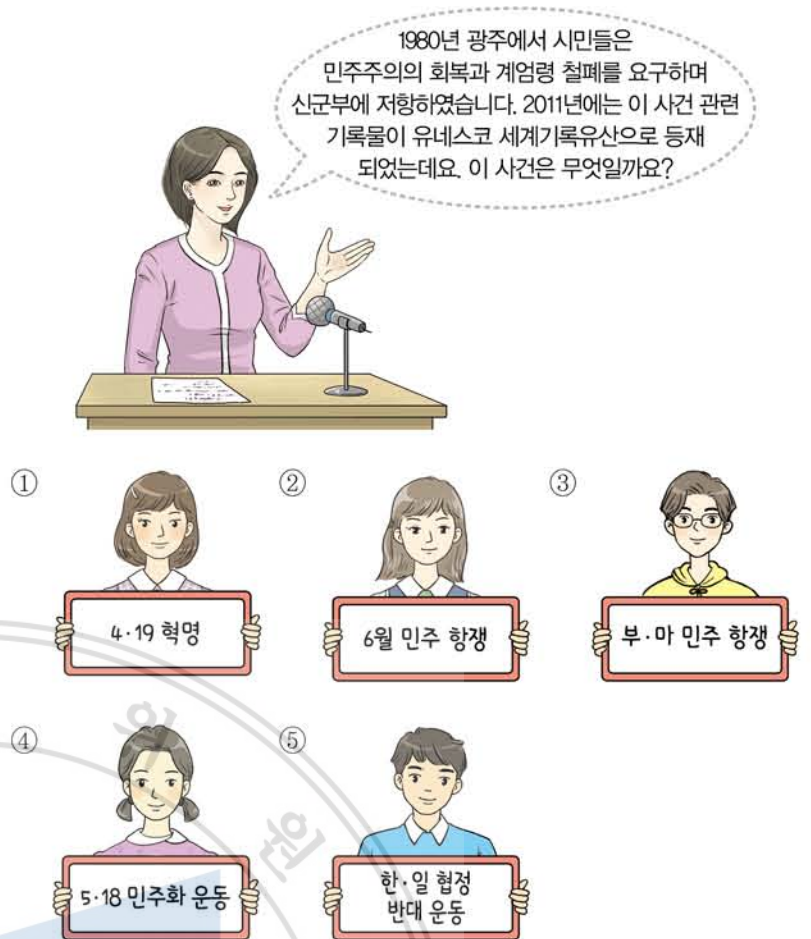 1980년 광주에서 시민들은
민주주의의 회복과 계엄령 철폐를 요구하며
신군부에 저항하였습니다. 2011년에는 이 사건 관련
기록물이 유네스코 세계기록유산으로 등재
되었는데요. 이 사건은 무엇일까요?
①
4·19 혁명
②
6월 민주 항쟁
③
부·마 민주 항쟁
④
5·18 민주화 운동
⑤
한·일 협정
반대 운동